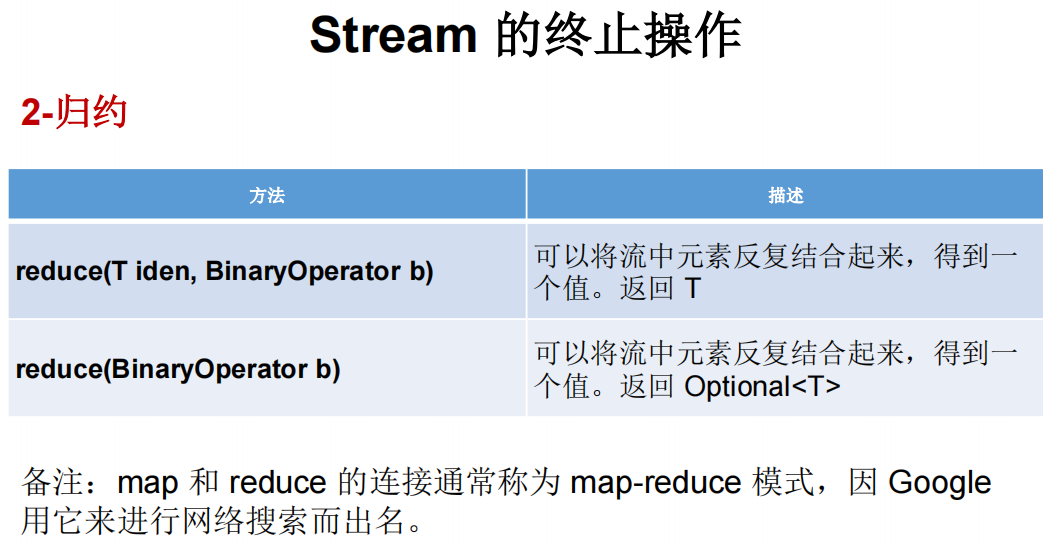 Stream 的终止操作
2-归约
方法
描述
reduce(T iden, BinaryOperator b)
可以将流中元素反复结合起来，得到一
个值。返回 T
reduce(BinaryOperator b)
可以将流中元素反复结合起来，得到一
个值。返回 Optional<T>
备注：map 和 reduce 的连接通常称为 map-reduce 模式，因 Google
用它来进行网络搜索而出名。